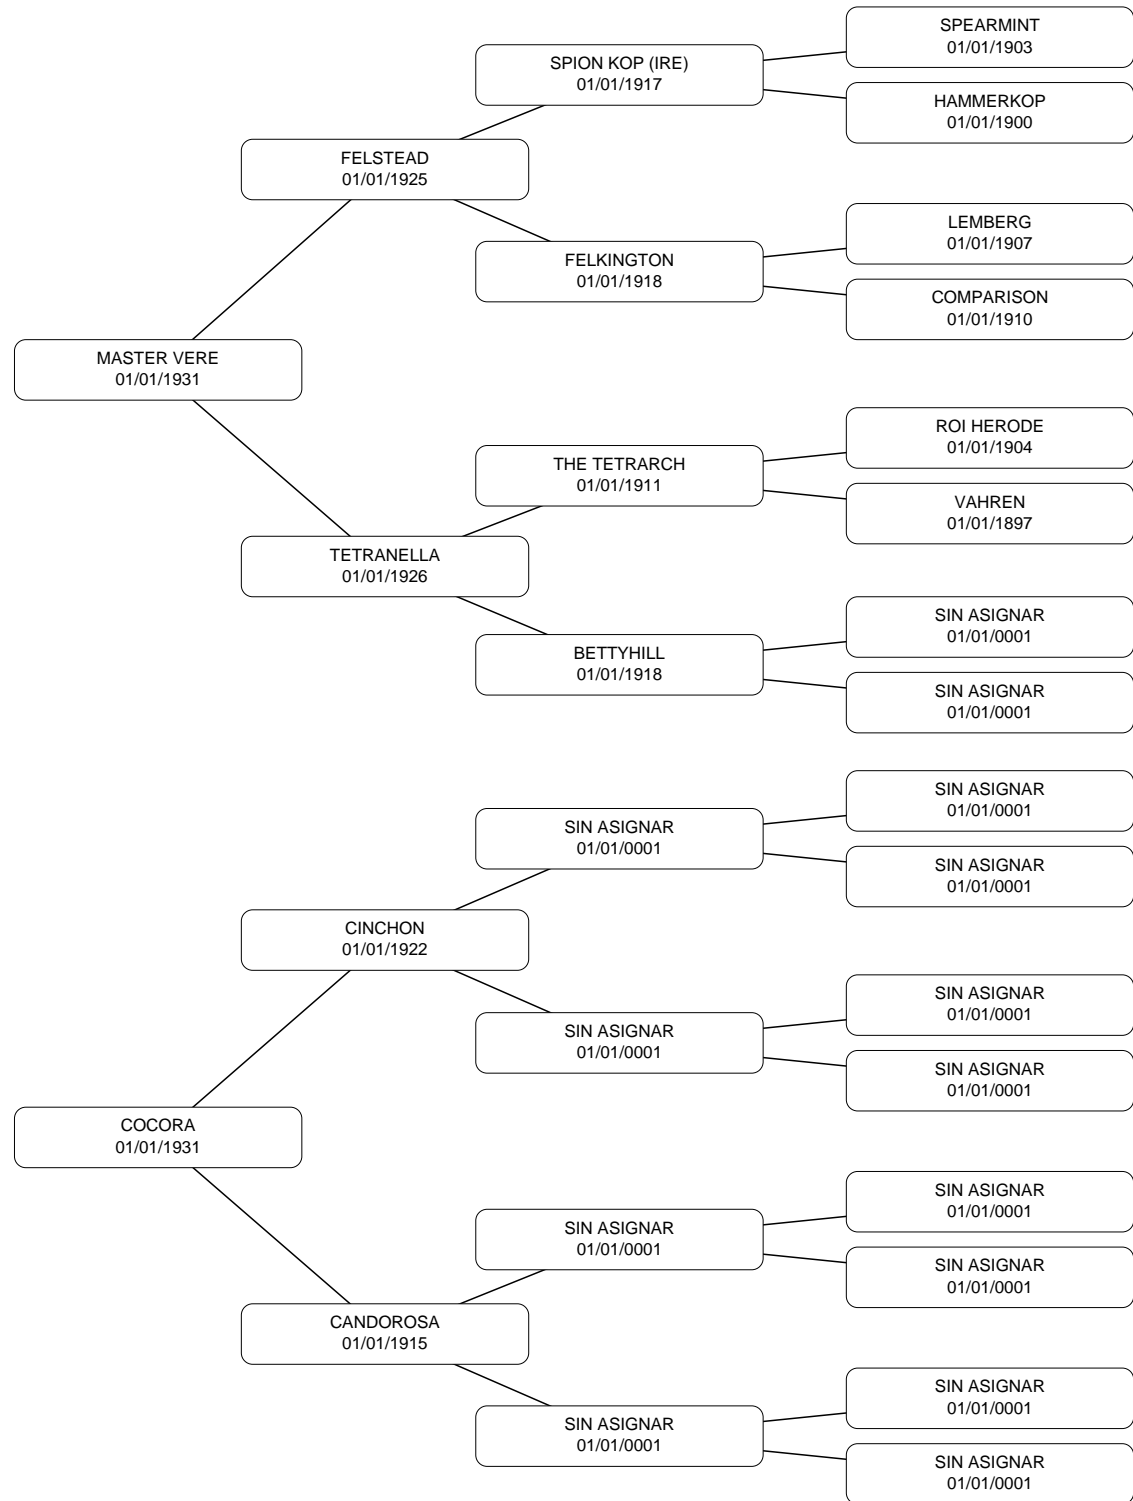 SPEARMINT
01/01/1903
SPION KOP (IRE)
01/01/1917
HAMMERKOP
01/01/1900
FELSTEAD
01/01/1925
LEMBERG
01/01/1907
FELKINGTON
01/01/1918
COMPARISON
01/01/1910
MASTER VERE
01/01/1931
ROI HERODE
01/01/1904
THE TETRARCH
01/01/1911
VAHREN
01/01/1897
TETRANELLA
01/01/1926
SIN ASIGNAR
01/01/0001
BETTYHILL
01/01/1918
SIN ASIGNAR
01/01/0001
SIN ASIGNAR
01/01/0001
SIN ASIGNAR
01/01/0001
SIN ASIGNAR
01/01/0001
CINCHON
01/01/1922
SIN ASIGNAR
01/01/0001
SIN ASIGNAR
01/01/0001
SIN ASIGNAR
01/01/0001
COCORA
01/01/1931
SIN ASIGNAR
01/01/0001
SIN ASIGNAR
01/01/0001
SIN ASIGNAR
01/01/0001
CANDOROSA
01/01/1915
SIN ASIGNAR
01/01/0001
SIN ASIGNAR
01/01/0001
SIN ASIGNAR
01/01/0001